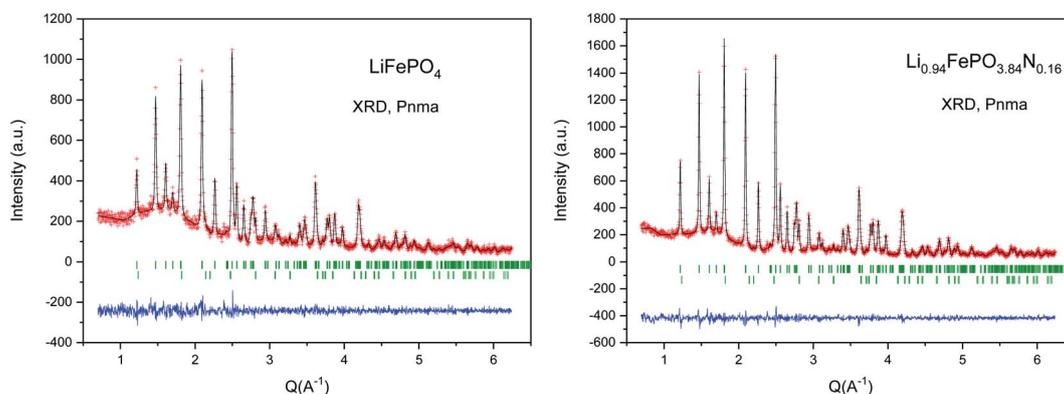 1200
1000
800
600
400
200
0
-200
-400
Intensity (a.u.)
LiFePO₄
XRD, Pnma
1 2 3 4 5 6
Q(A⁻¹)
1800
1600
1400
1200
1000
800
600
400
200
0
-200
-400
-600
Intensity (a.u.)
Li₀.₉₄FePO₃.₈₄N₀.₁₆
XRD, Pnma
1 2 3 4 5 6
Q(A⁻¹)